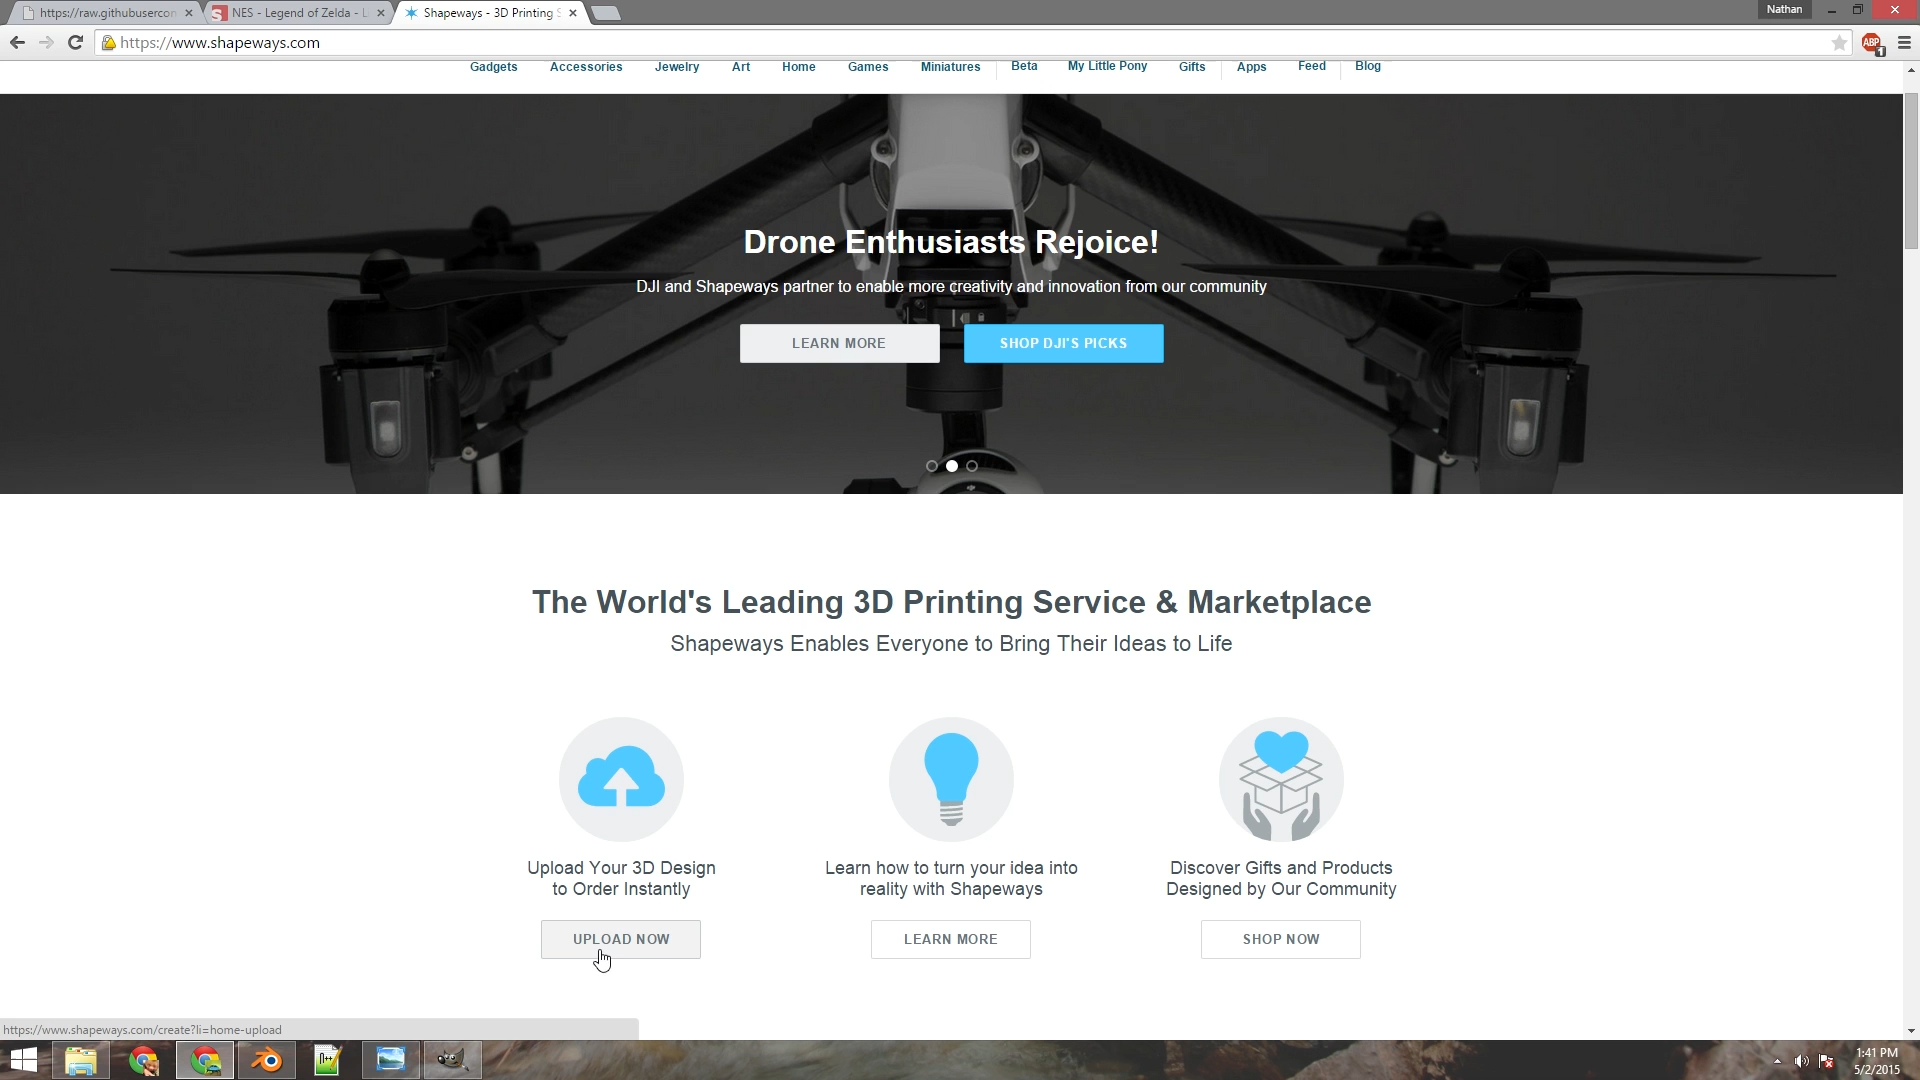 https://raw.githubusercon
NES - Legend of Zelda - L
Shapeways - 3D Printing S
Nathan
https://www.shapeways.com
ABP
1
Gadgets Accessories Jewelry Art Home Games Miniatures Beta My Little Pony Gifts Apps Feed Blog
Drone Enthusiasts Rejoice!
DJI and Shapeways partner to enable more creativity and innovation from our community
LEARN MORE
SHOP DJI'S PICKS
The World's Leading 3D Printing Service & Marketplace
Shapeways Enables Everyone to Bring Their Ideas to Life
Upload Your 3D Design
to Order Instantly
UPLOAD NOW
Learn how to turn your idea into
reality with Shapeways
LEARN MORE
Discover Gifts and Products
Designed by Our Community
SHOP NOW
https://www.shapeways.com/create?li=home-upload
1:41 PM
5/2/2015